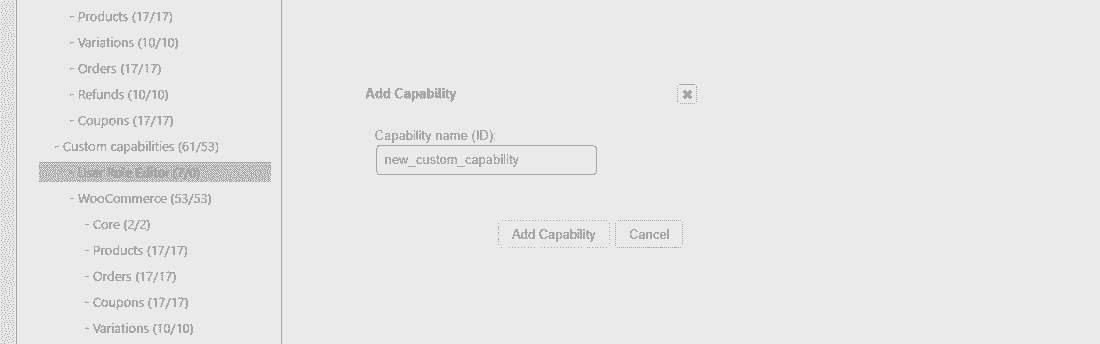 - Products (17/17)
- Variations (10/10)
- Orders (17/17)
- Refunds (10/10)
- Coupons (17/17)
- Custom capabilities (61/53)
- User Role Editor (7/0)
- WooCommerce (53/53)
- Core (2/2)
- Products (17/17)
- Orders (17/17)
- Coupons (17/17)
- Variations (10/10)
Add Capability
Capability name (ID):
new_custom_capability
Add Capability Cancel